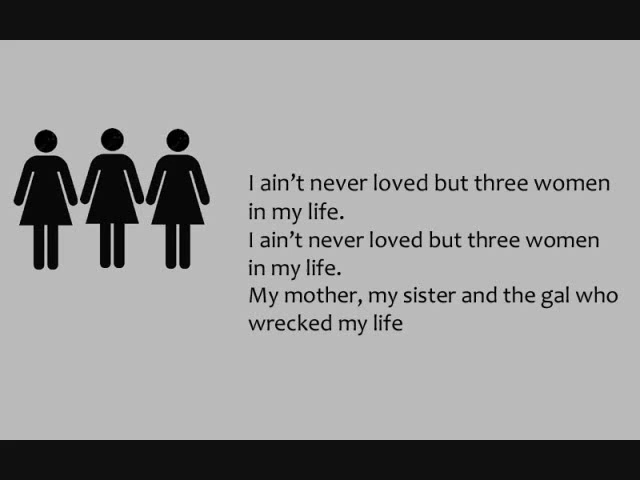 I ain’t never loved but three women
in my life.
I ain’t never loved but three women
in my life.
My mother, my sister and the gal who
wrecked my life